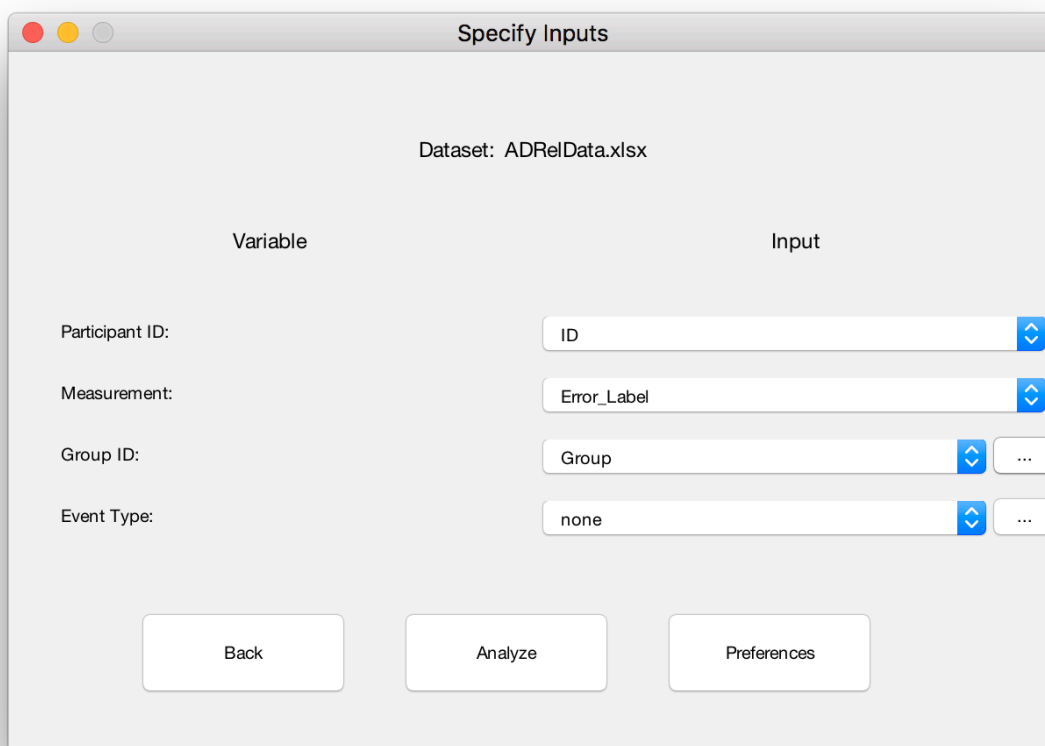 Specify Inputs
Dataset: ADRelData.xlsx
Variable Input
Participant ID: ID
Measurement: Error_Label
Group ID: Group ...
Event Type: none ...
Back Analyze Preferences